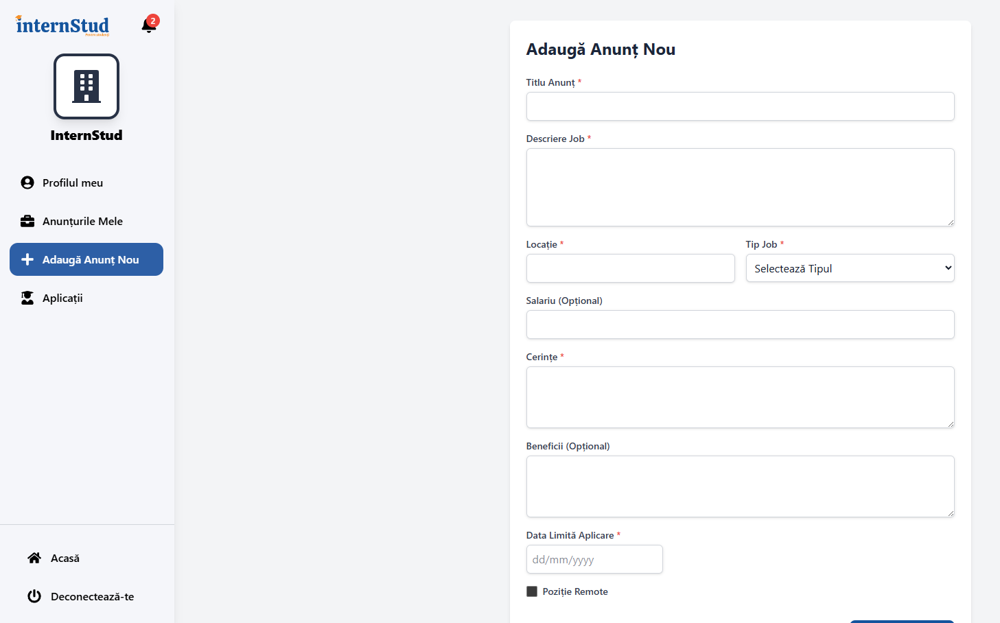 internStud
2
InternStud
Profilul meu
Anunțurile Mele
Adaugă Anunț Nou
Aplicații
Acasă
Deconectează-te
Adaugă Anunț Nou
Titlu Anunț *
Descriere Job *
Locație *
Tip Job *
Selectează Tipul
Salariu (Opțional)
Cerințe *
Beneficii (Opțional)
Data Limită Aplicare *
dd/mm/yyyy
Poziție Remote